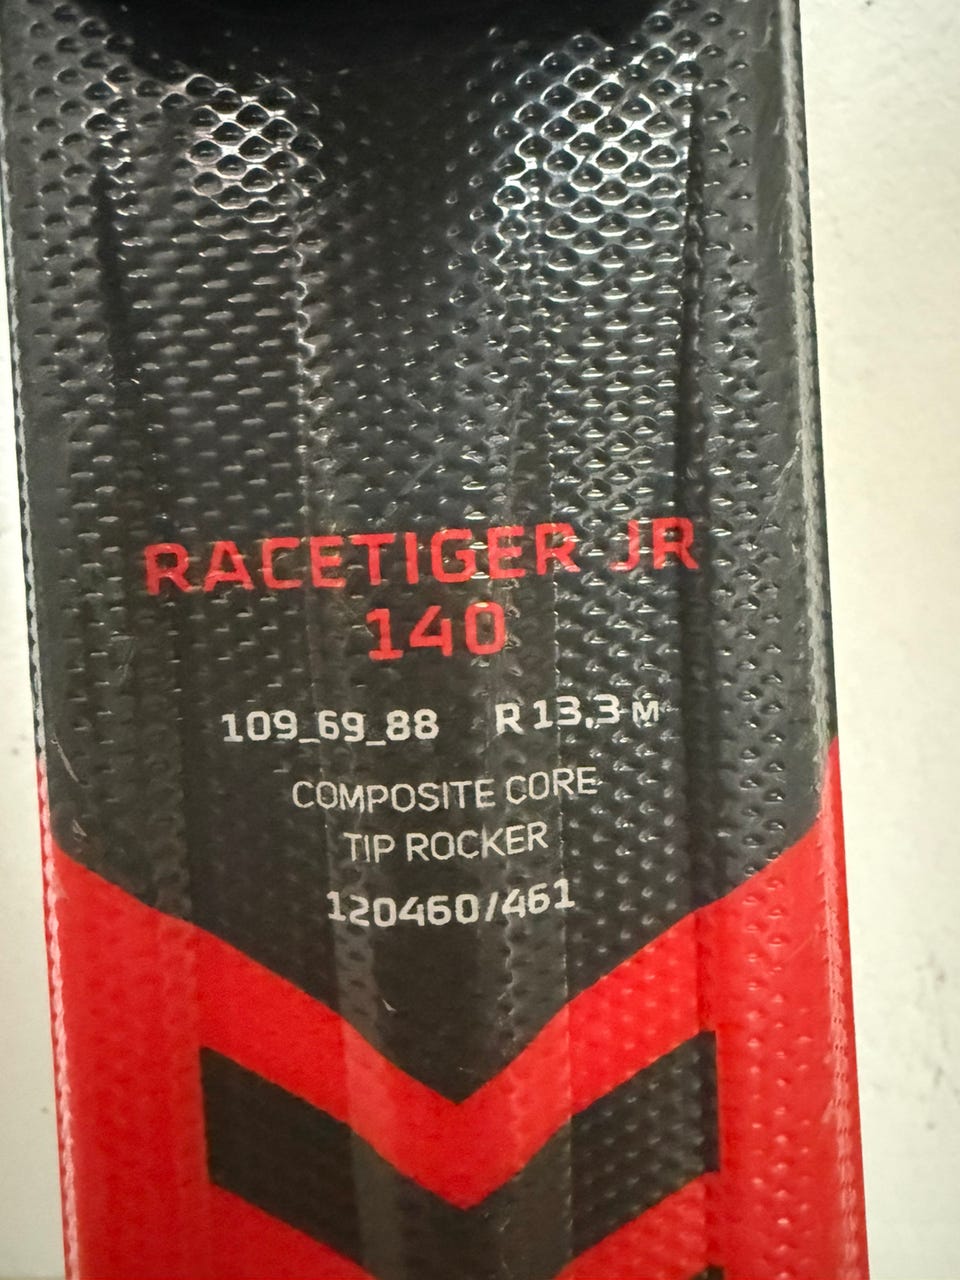 RACETIGER JR
140
109_69_88 R 13.3 M
COMPOSITE CORE
TIP ROCKER
120460/461